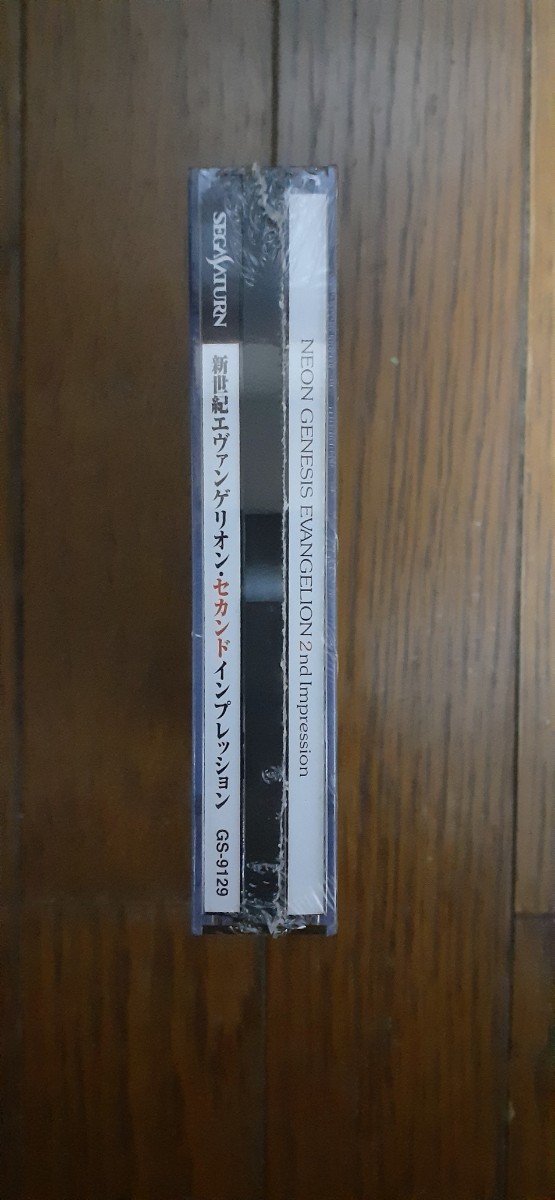 SEGA SATURN
新世紀エヴァンゲリオン・セカンドインプレッション GS-9129
NEON GENESIS EVANGELION 2nd Impression